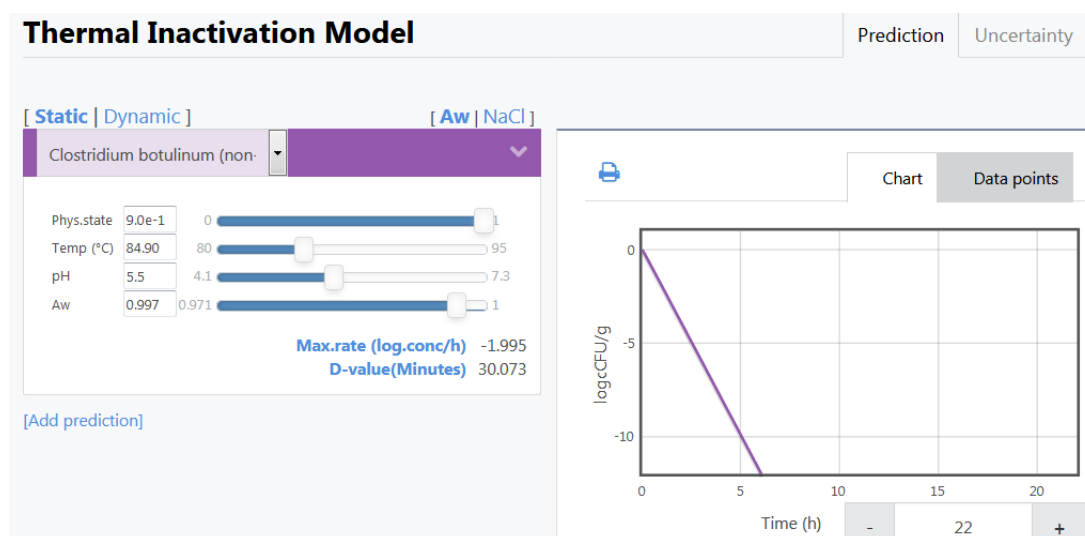 Thermal Inactivation Model
Prediction Uncertainty
[ Static | Dynamic ] [ Aw | NaCl ]
Clostridium botulinum (non-
Chart Data points
Phys.state 9.0e-1 0 1
Temp (°C) 84.90 80 95
pH 5.5 4.1 7.3
Aw 0.997 0.971 1
Max.rate (log.conc/h) -1.995
D-value(Minutes) 30.073
[Add prediction]
logcCFU/g
0
-5
-10
0 5 10 15 20
Time (h) - 22 +